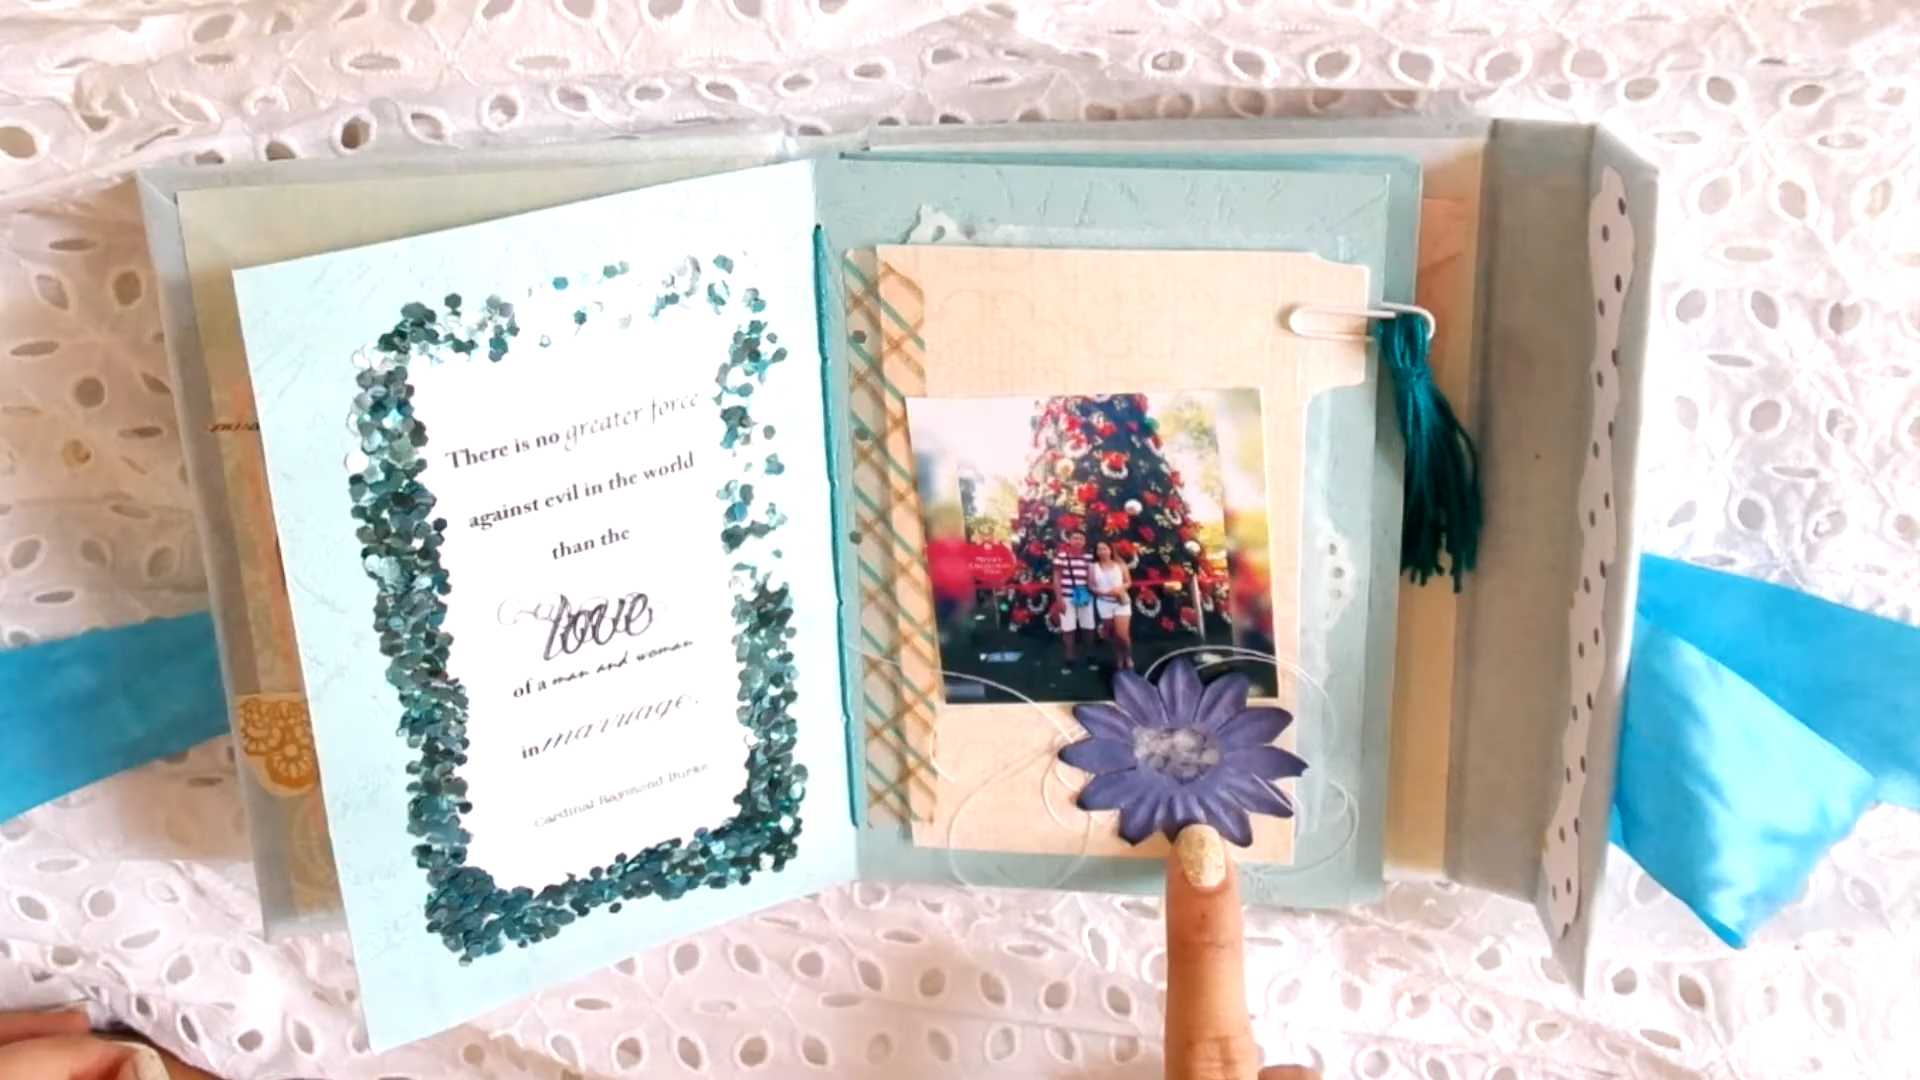 There is no greater force
against evil in the world
than the
love
of a man and woman
in marriage.
Cardinal Raymond Burke